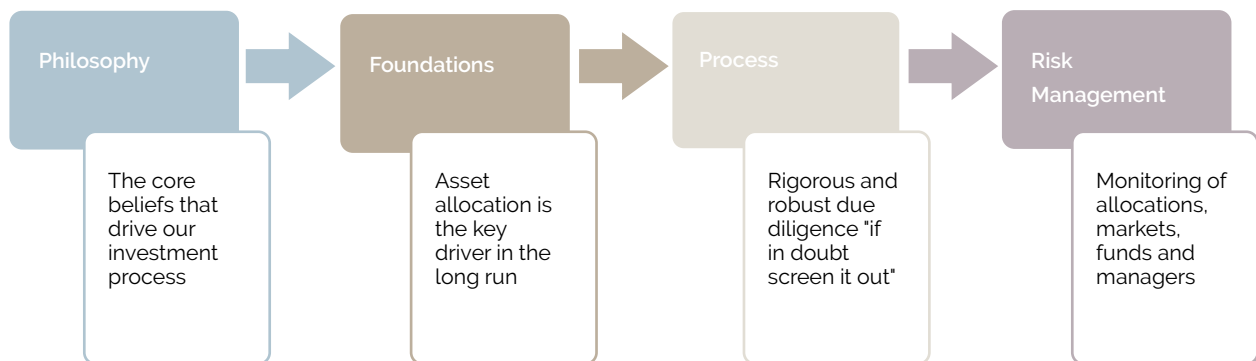 Philosophy
The core
beliefs that
drive our
investment
process
Foundations
Asset
allocation is
the key
driver in the
long run
Process
Rigorous and
robust due
diligence "if
in doubt
screen it out"
Risk
Management
Monitoring of
allocations,
markets,
funds and
managers